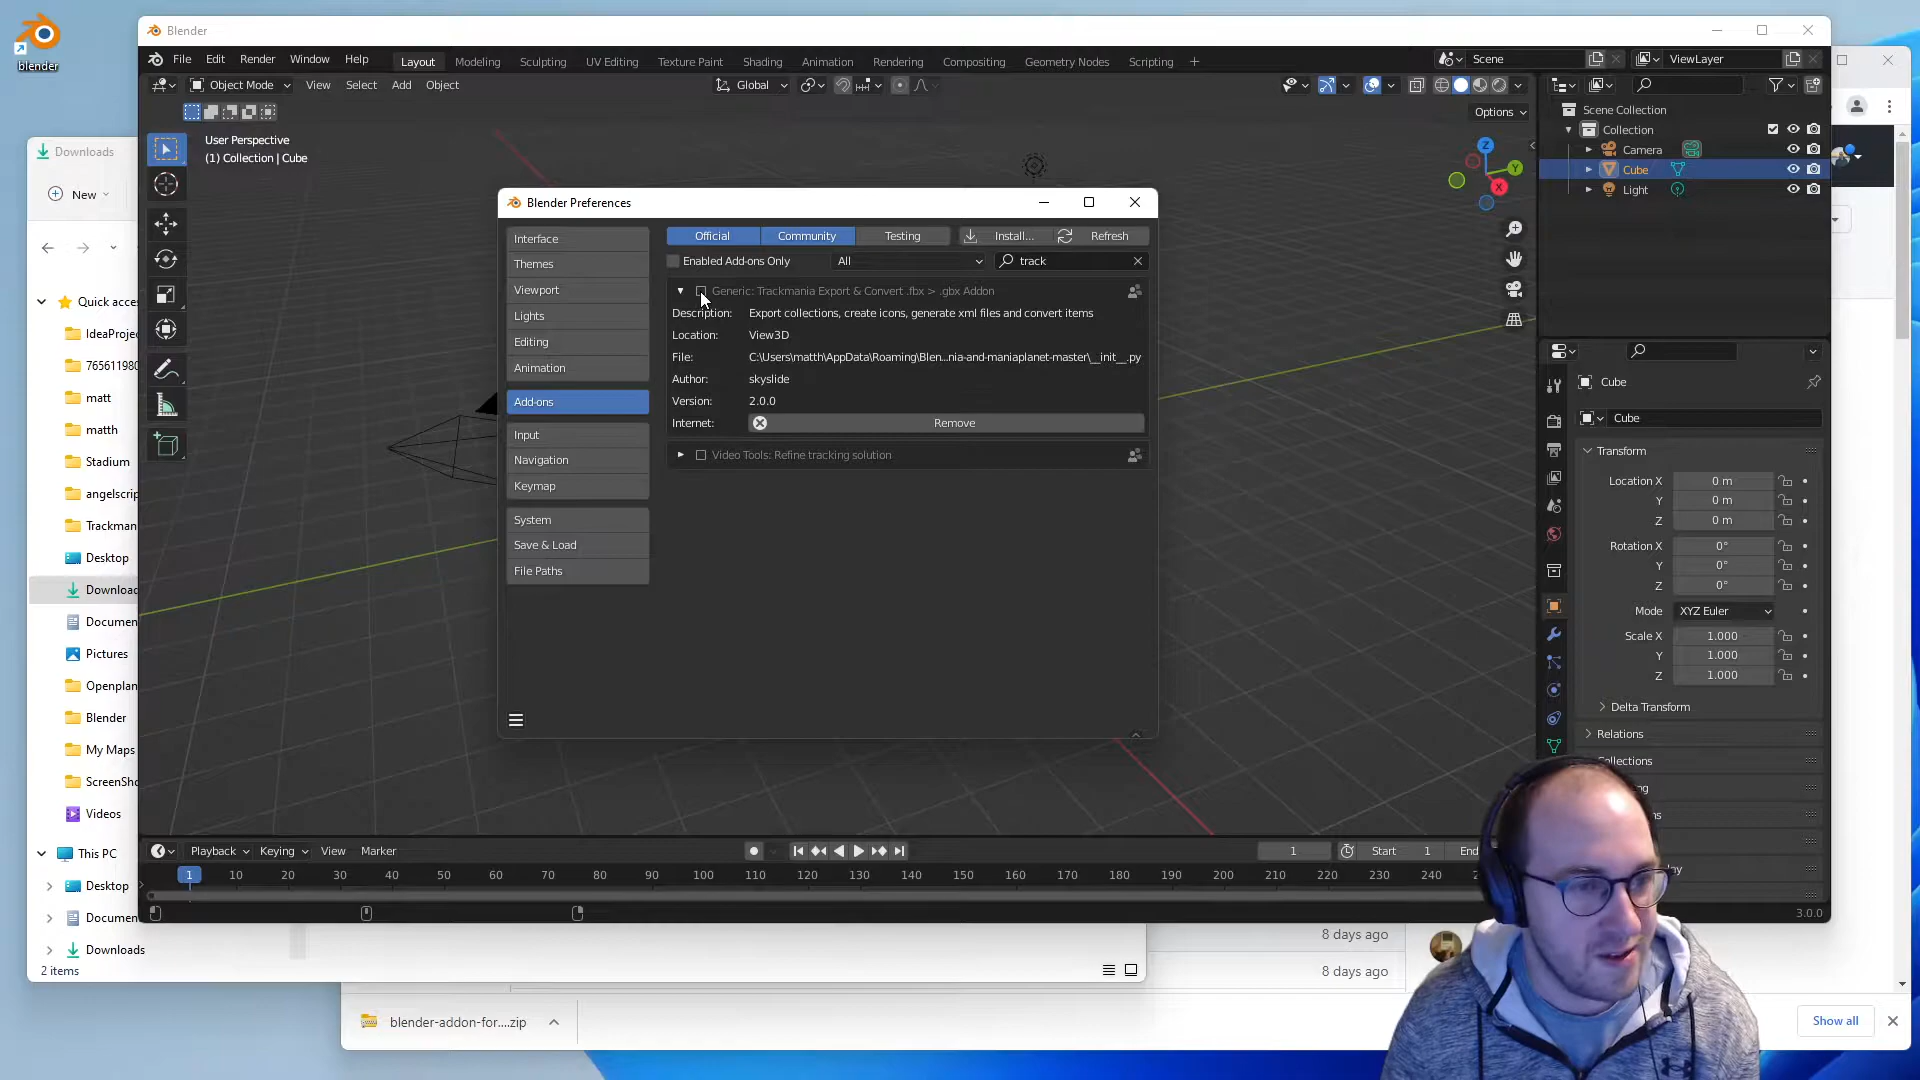 blender
Blender
File Edit Render Window Help Layout Modeling Sculpting UV Editing Texture Paint Shading Animation Rendering Compositing Geometry Nodes Scripting + Scene ViewLayer
Object Mode View Select Add Object Global
Options
User Perspective
(1) Collection | Cube
Scene Collection
Collection
Camera
Cube
Light
Z
Y
X
Downloads
New
Quick acce
IdeaProj
765611980
matt
matth
Stadium
angelscrip
Trackman
Desktop
Downloa
Documen
Pictures
Openplan
Blender
My Maps
ScreenSho
Videos
This PC
Desktop
Documen
Downloads
2 items
Blender Preferences
Interface
Themes
Viewport
Lights
Editing
Animation
Add-ons
Input
Navigation
Keymap
System
Save & Load
File Paths
Official Community Testing Install... Refresh
Enabled Add-ons Only All track
Generic: Trackmania Export & Convert .fbx > .gbx Addon
Description: Export collections, create icons, generate xml files and convert items
Location: View3D
File: C:\Users\matth\AppData\Roaming\Blen...nia-and-maniaplanet-master\__init__.py
Author: skyslide
Version: 2.0.0
Internet: Remove
Video Tools: Refine tracking solution
Cube
Cube
Transform
Location X 0 m
Y 0 m
Z 0 m
Rotation X 0°
Y 0°
Z 0°
Mode XYZ Euler
Scale X 1.000
Y 1.000
Z 1.000
Delta Transform
Relations
Collections
Playback Keying View Marker 1 Start 1 End
1 10 20 30 40 50 60 70 80 90 100 110 120 130 140 150 160 170 180 190 200 210 220 230 240
3.0.0
8 days ago
8 days ago
blender-addon-for....zip
Show all